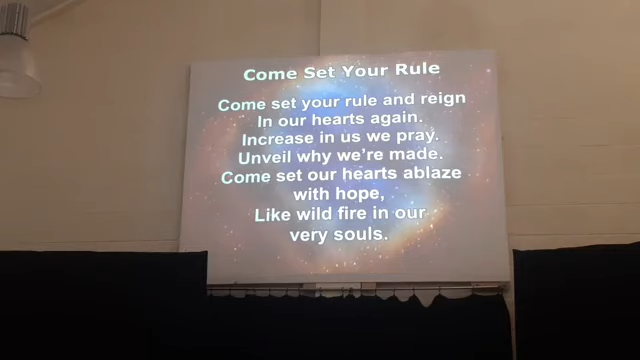 Come Set Your Rule
Come set your rule and reign
In our hearts again.
Increase in us we pray.
Unveil why we're made.
Come set our hearts ablaze
with hope,
Like wild fire in our
very souls.